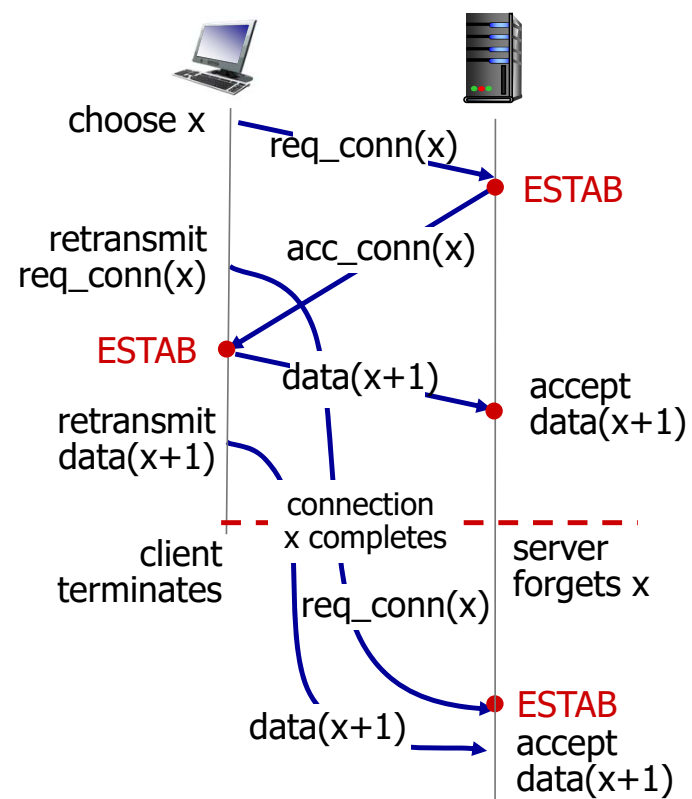 choose x
req_conn(x)
ESTAB
retransmit
req_conn(x)
acc_conn(x)
ESTAB
data(x+1)
accept
data(x+1)
retransmit
data(x+1)
connection
x completes
client
terminates
server
forgets x
req_conn(x)
ESTAB
data(x+1)
accept
data(x+1)